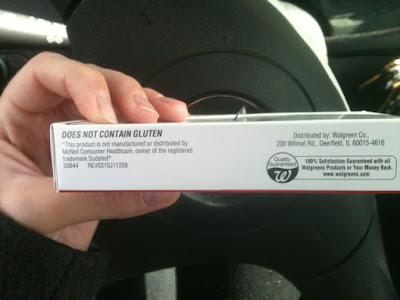 DOES NOT CONTAIN GLUTEN
*This product is not manufactured or distributed by
McNeil Consumer Healthcare, owner of the registered
trademark Sudafed®.
50844 REV0310J11208
Distributed by: Walgreen Co.,
200 Wilmot Rd., Deerfield, IL 60015-4616
Quality
Guaranteed
W
100% Satisfaction Guaranteed with all
Walgreens Products or Your Money Back.
www.walgreens.com